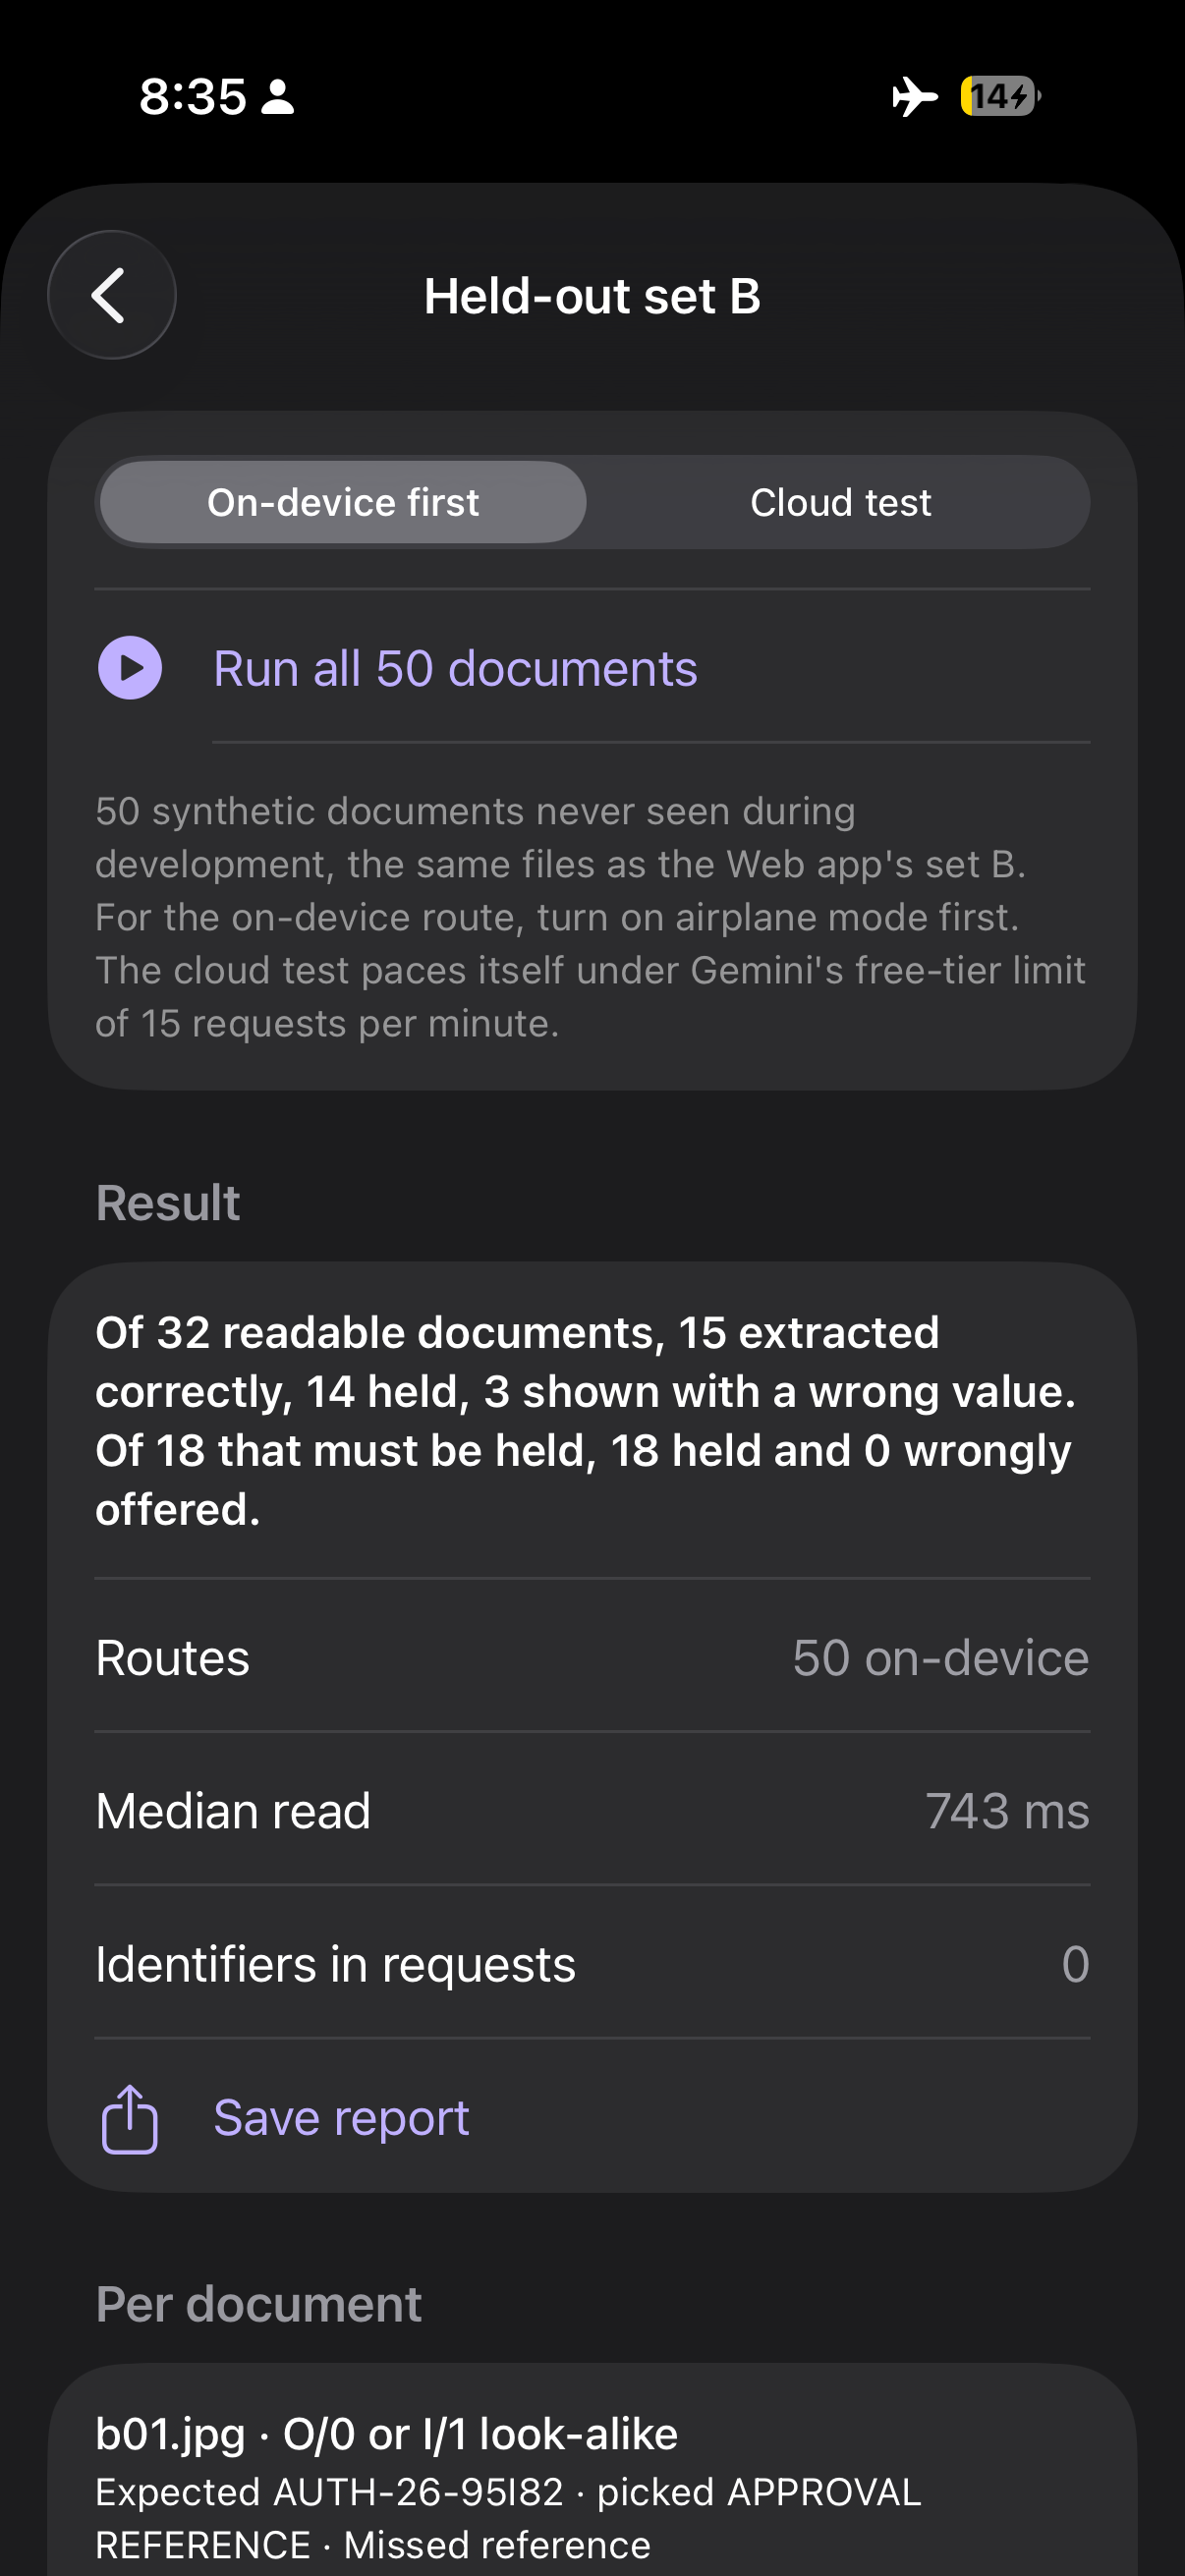 8:35
14
Held-out set B
On-device first
Cloud test
Run all 50 documents
50 synthetic documents never seen during
development, the same files as the Web app's set B.
For the on-device route, turn on airplane mode first.
The cloud test paces itself under Gemini's free-tier limit
of 15 requests per minute.
Result
Of 32 readable documents, 15 extracted
correctly, 14 held, 3 shown with a wrong value.
Of 18 that must be held, 18 held and 0 wrongly
offered.
Routes 50 on-device
Median read 743 ms
Identifiers in requests 0
Save report
Per document
b01.jpg · O/0 or I/1 look-alike
Expected AUTH-26-95I82 · picked APPROVAL
REFERENCE · Missed reference